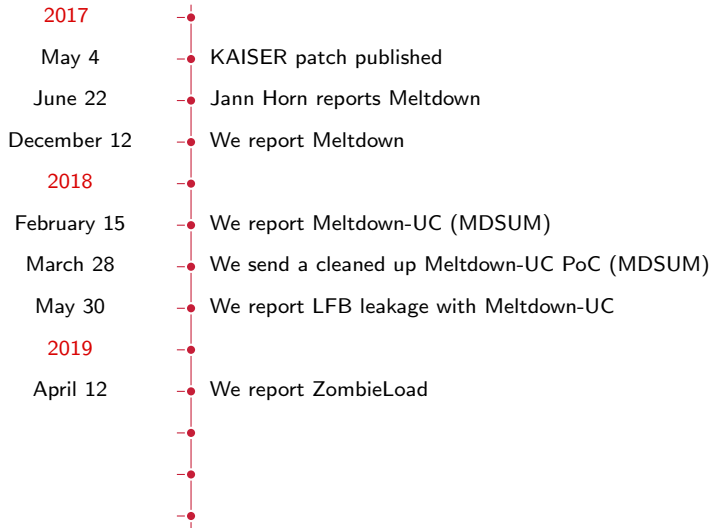 2017
May 4 KAISER patch published
June 22 Jann Horn reports Meltdown
December 12 We report Meltdown
2018
February 15 We report Meltdown-UC (MDSUM)
March 28 We send a cleaned up Meltdown-UC PoC (MDSUM)
May 30 We report LFB leakage with Meltdown-UC
2019
April 12 We report ZombieLoad